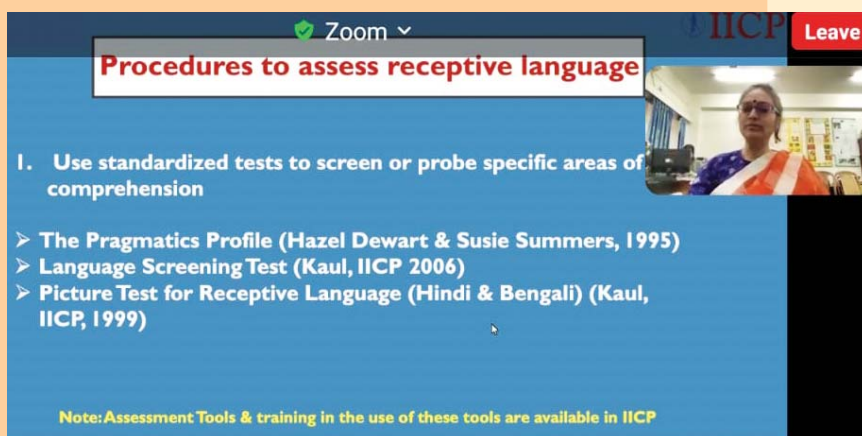 Zoom
IICP
Leave
Procedures to assess receptive language
1. Use standardized tests to screen or probe specific areas of
comprehension
➢ The Pragmatics Profile (Hazel Dewart & Susie Summers, 1995)
➢ Language Screening Test (Kaul, IICP 2006)
➢ Picture Test for Receptive Language (Hindi & Bengali) (Kaul,
IICP, 1999)
Note: Assessment Tools & training in the use of these tools are available in IICP